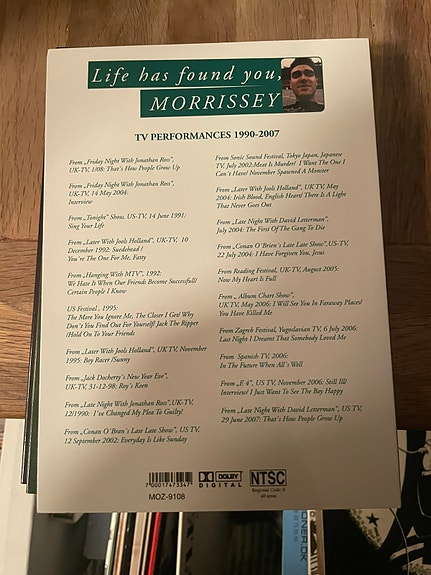 Life has found you,
MORRISSEY
TV PERFORMANCES 1990-2007
From „Friday Night With Jonathan Ross",
UK-TV, 1/08: That's How People Grow Up
From „Friday Night With Jonathan Ross",
UK-TV, 14 May 2004:
Interview
From „Tonight" Show, US-TV, 14 June 1991:
Sing Your Life
From „Later With Jools Holland", UK-TV, 10
December 1992: Suedehead /
You're The One For Me, Fatty
From „Hanging With MTV", 1992:
We Hate It When Our Friends Become Successfull/
Certain People I Know
US Festival, 1995:
The More You Ignore Me, The Closer I Get/ Why
Don't You Find Out For Yourself/ Jack The Ripper
/Hold On To Your Friends
From „Later With Jools Holland", UK TV, November
1995: Boy Racer /Sunny
From „Jack Docherty's New Year Eve",
UK-TV, 31-12-98: Roy's Keen
From „Late Night With Jonathan Ross",UK-TV,
12/1990: I've Changed My Plea To Guilty!
From „Conan O'Bran's Late Late Show", US TV,
12 September 2002: Everyday Is Like Sunday
From Sonic Sound Festival, Tokyo Japan, Japanese
TV, July 2002:Meat Is Murder! I Want The One I
Can't Have/ November Spawned A Monster
From „Later With Jools Holland", UK TV, May
2004: Irish Blood, English Heart/ There Is A Light
That Never Goes Out
From „Late Night With David Letterman",
July 2004: The First Of The Gang To Die
From „Conan O'Brien's Late Late Show",US-TV,
22 July 2004: I Have Forgiven You, Jesus
From Reading Festival, UK-TV, August 2005:
Now My Heart Is Full
From „ Album Chart Show",
UK TV, May 2006: I Will See You In Faraway Places/
You Have Killed Me
From Zagreb Festival, Yugoslavian TV, 6 July 2006:
Last Night I Dreamt That Somebody Loved Me
From Spanish TV, 2006:
In The Future When All's Well
From „E 4", US TV, November 2006: Still Ill/
Interview/ I Just Want To See The Boy Happy
From „Late Night With David Letterman", US TV,
29 June 2007: That's How People Grow Up
MOZ-9108
DOLBY
DIGITAL
NTSC